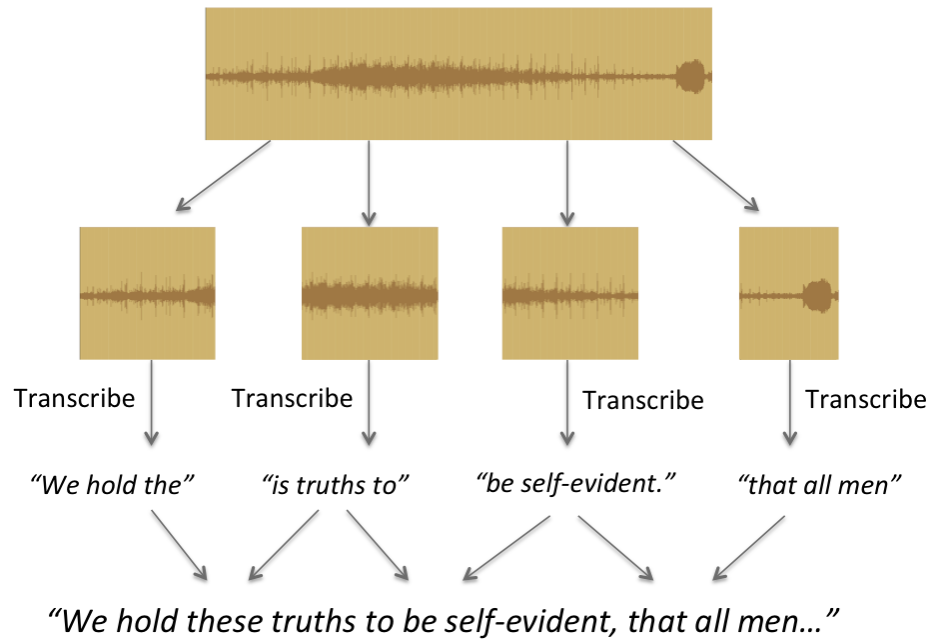 Transcribe Transcribe Transcribe Transcribe
“We hold the” “is truths to” “be self-evident.” “that all men”
“We hold these truths to be self-evident, that all men…”